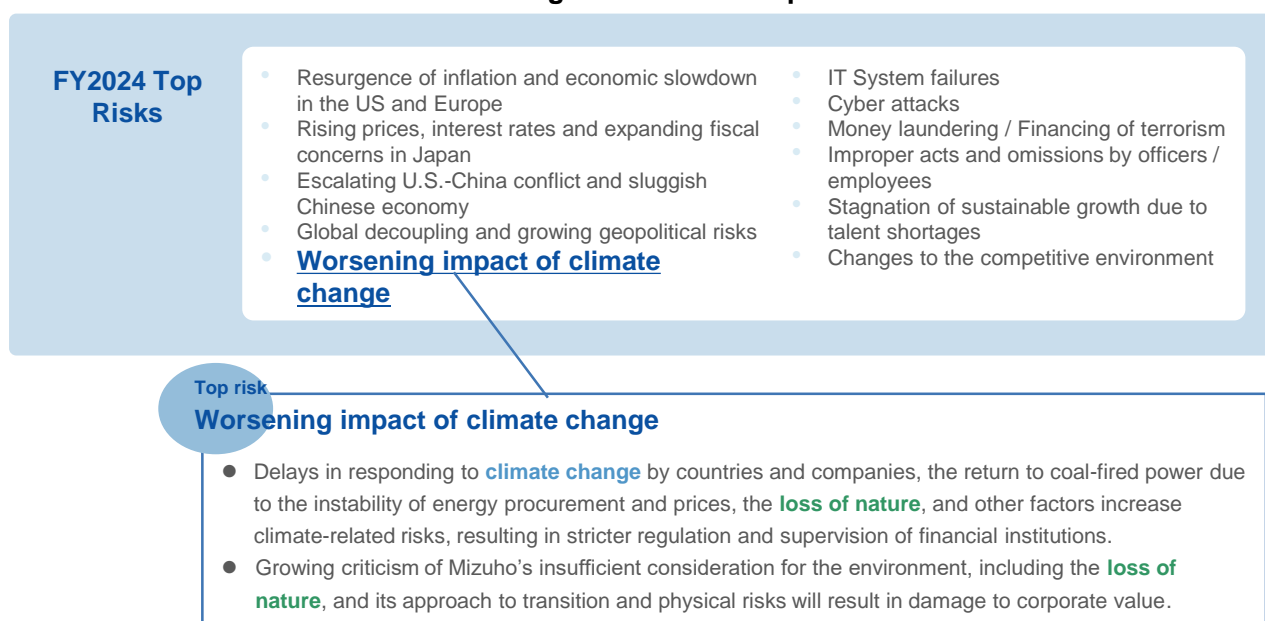 FY2024 Top
Risks
Resurgence of inflation and economic slowdown
in the US and Europe
Rising prices, interest rates and expanding fiscal
concerns in Japan
Escalating U.S.-China conflict and sluggish
Chinese economy
Global decoupling and growing geopolitical risks
Worsening impact of climate
change
IT System failures
Cyber attacks
Money laundering / Financing of terrorism
Improper acts and omissions by officers /
employees
Stagnation of sustainable growth due to
talent shortages
Changes to the competitive environment
Top risk
Worsening impact of climate change
Delays in responding to climate change by countries and companies, the return to coal-fired power due
to the instability of energy procurement and prices, the loss of nature, and other factors increase
climate-related risks, resulting in stricter regulation and supervision of financial institutions.
Growing criticism of Mizuho’s insufficient consideration for the environment, including the loss of
nature, and its approach to transition and physical risks will result in damage to corporate value.